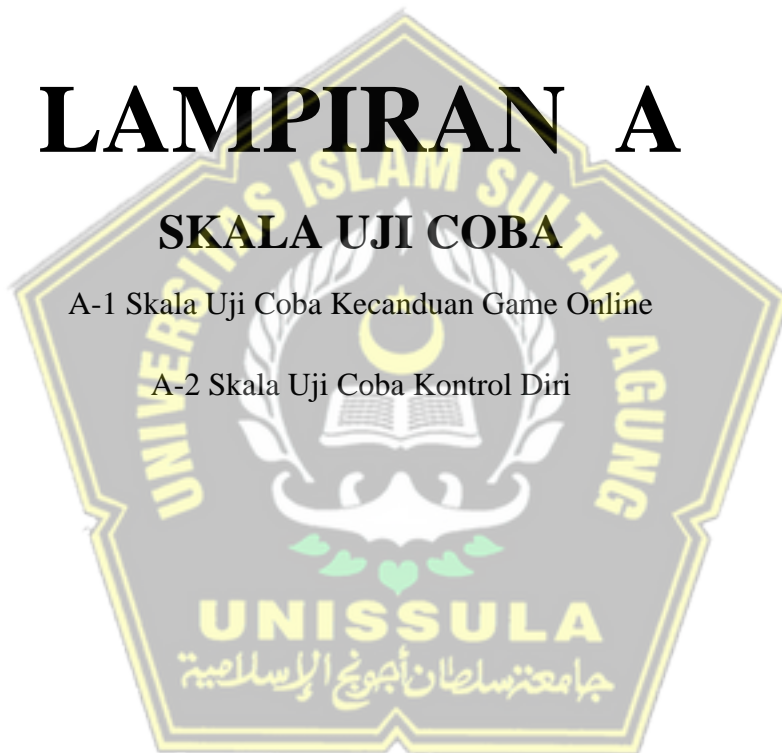 LAMPIRAN A
UNIVERSITAS ISLAM SULTAN AGUNG
SKALA UJI COBA
A-1 Skala Uji Coba Kecanduan Game Online
A-2 Skala Uji Coba Kontrol Diri
UNISSULA
جامعة سلطان أجونج الإسلامية